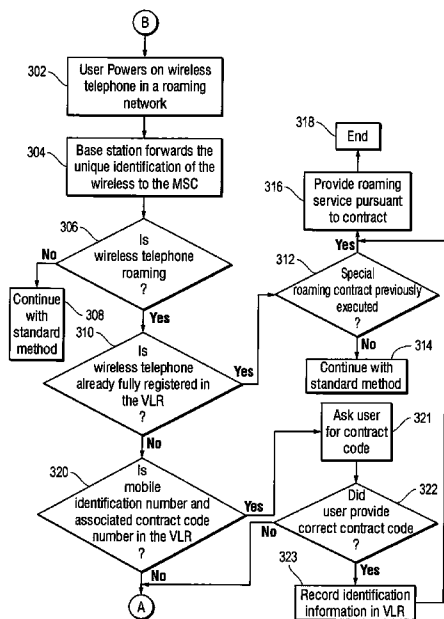 B
302
User Powers on wireless
telephone in a roaming
network
304
Base station forwards the
unique identification of
the wireless to the MSC
306
Is
wireless telephone
roaming
?
No
Yes
Continue
with
standard
method
308
310
Is
wireless telephone
already fully registered in
the VLR
?
Yes
No
318
End
316
Provide roaming
service pursuant
to contract
Yes
312
Special
roaming contract previously
executed
?
No
314
Continue with
standard method
320
Is
mobile
identification number and
associated contract code
number in the VLR
?
Yes
No
A
Ask user
for contract
code
321
Did
user provide
correct contract code
?
322
No
Yes
323
Record identification
information in VLR